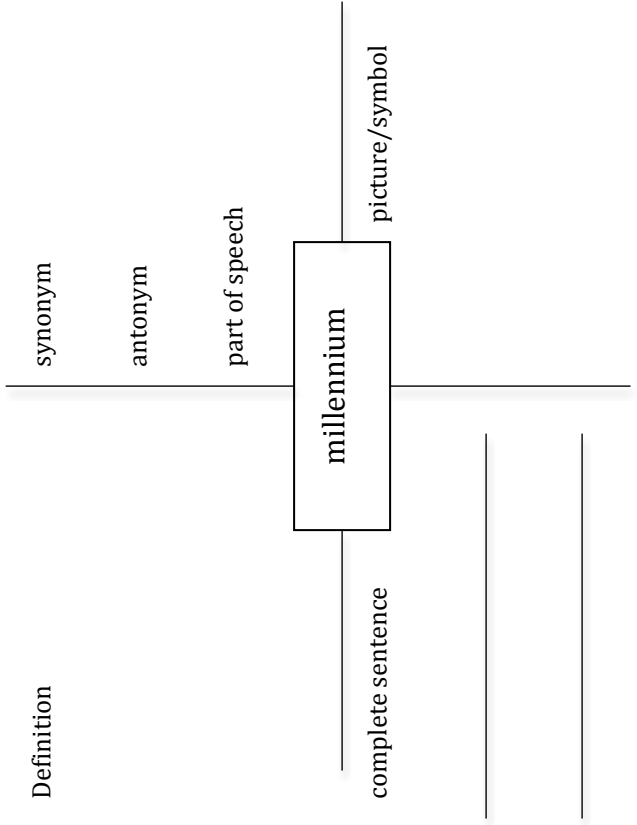 Definition
synonym
antonym
part of speech
millennium
complete sentence
picture/symbol